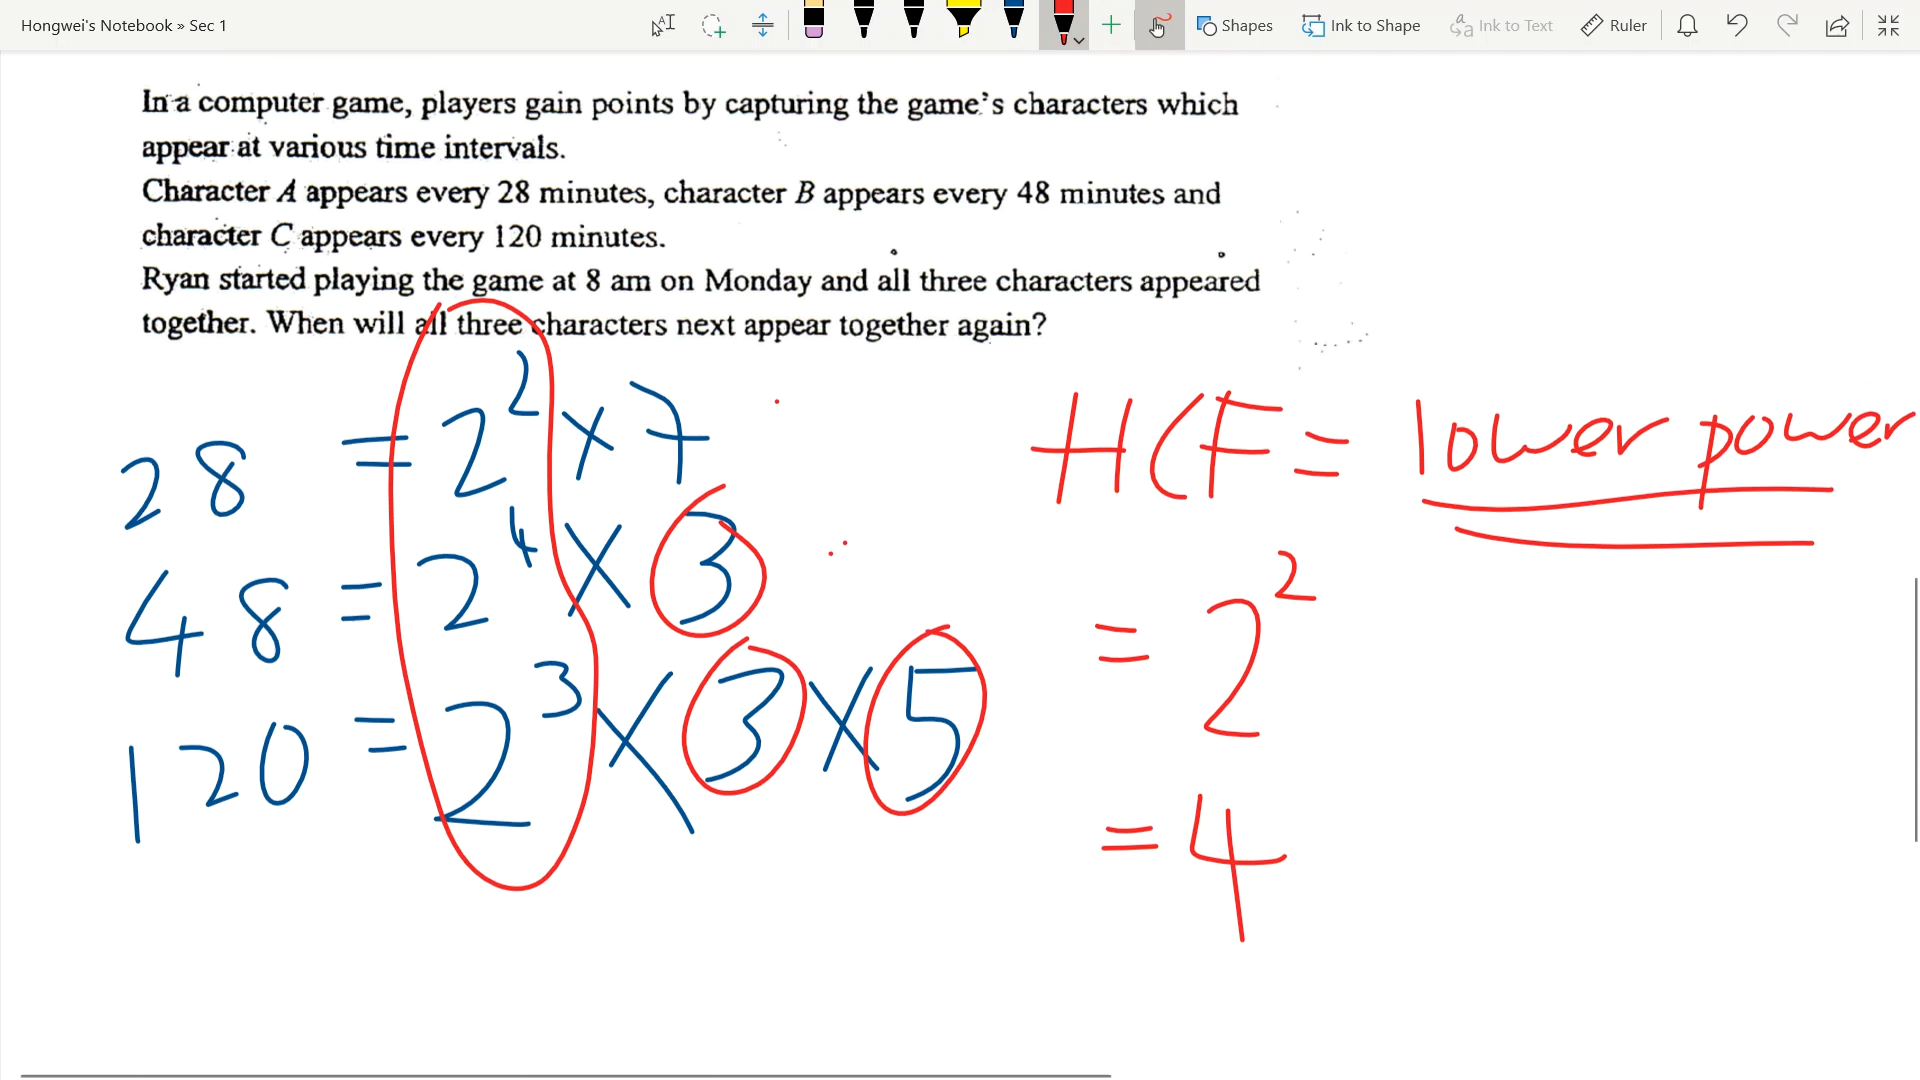 Hongwei's Notebook » Sec 1
Shapes
Ink to Shape
Ink to Text
Ruler
In a computer game, players gain points by capturing the game's characters which
appear at various time intervals.
Character A appears every 28 minutes, character B appears every 48 minutes and
character C appears every 120 minutes.
Ryan started playing the game at 8 am on Monday and all three characters appeared
together. When will all three characters next appear together again?
28 = 2² × 7
48 = 2⁴ × 3
120 = 2³ × 3 × 5
HCF = lower power
= 2²
= 4